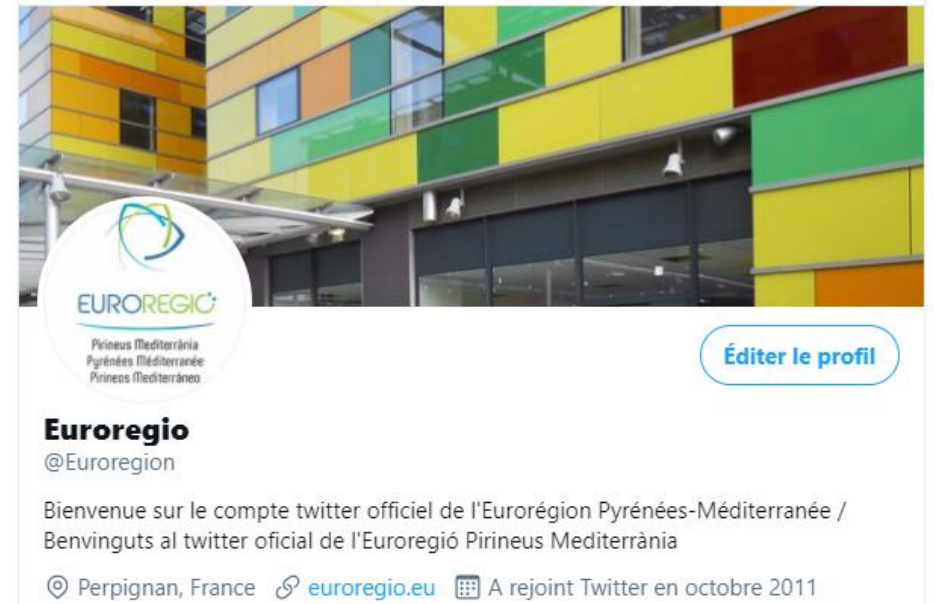 EUROREGIO
Pirineus Mediterrània
Pyrénées Méditerranée
Pirineos Mediterráneo
Éditer le profil
Euroregio
@Euroregion
Bienvenue sur le compte twitter officiel de l'Eurorégion Pyrénées-Méditerranée /
Benvinguts al twitter oficial de l'Euroregió Pirineus Mediterrània
Perpignan, France euroregio.eu A rejoint Twitter en octobre 2011